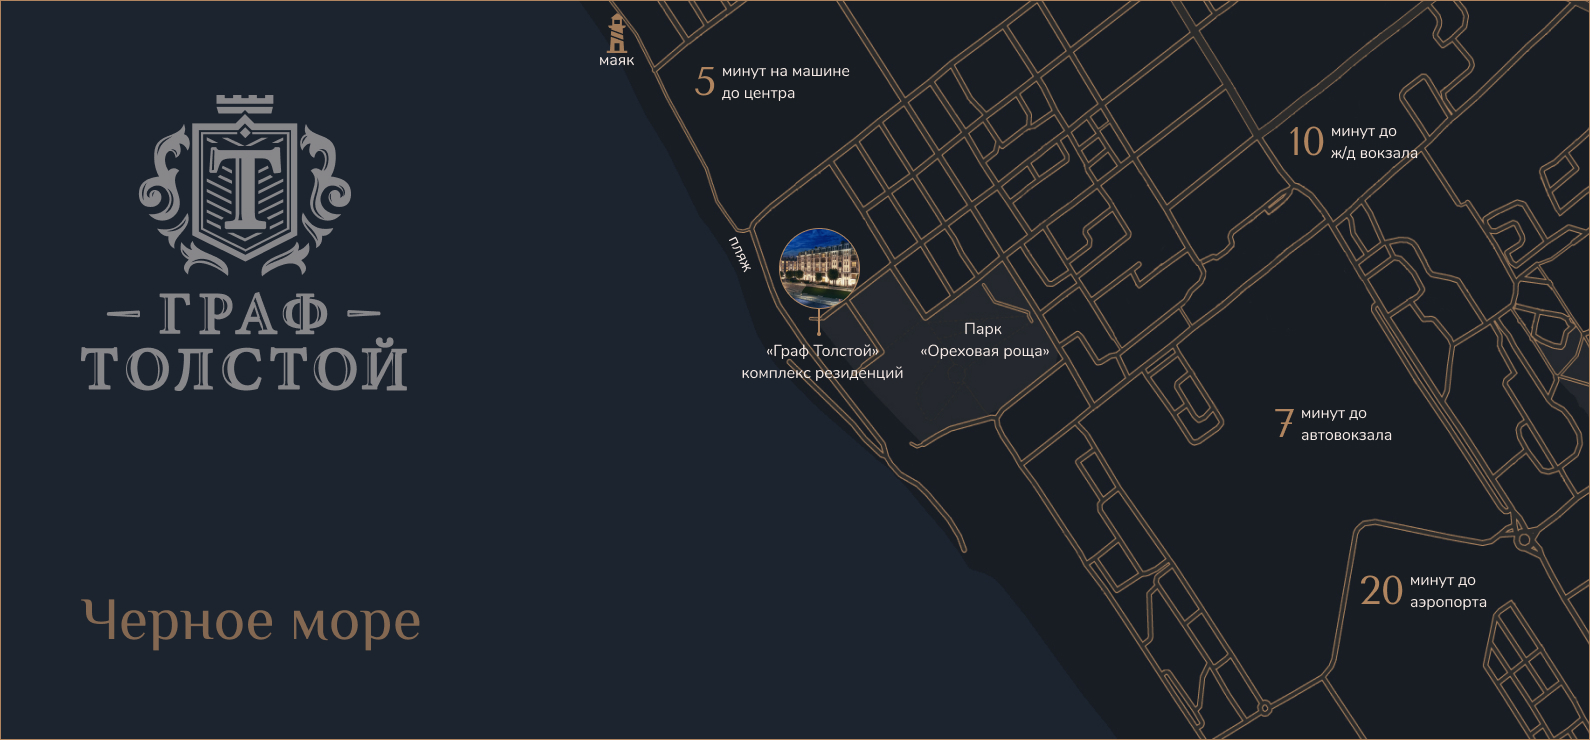 маяк
5 минут на машине
до центра
10 минут до
ж/д вокзала
Т
ГРАФ
ТОЛСТОЙ
пляж
Парк
«Ореховая роща»
«Граф Толстой»
комплекс резиденций
7 минут до
автовокзала
20 минут до
аэропорта
Черное море